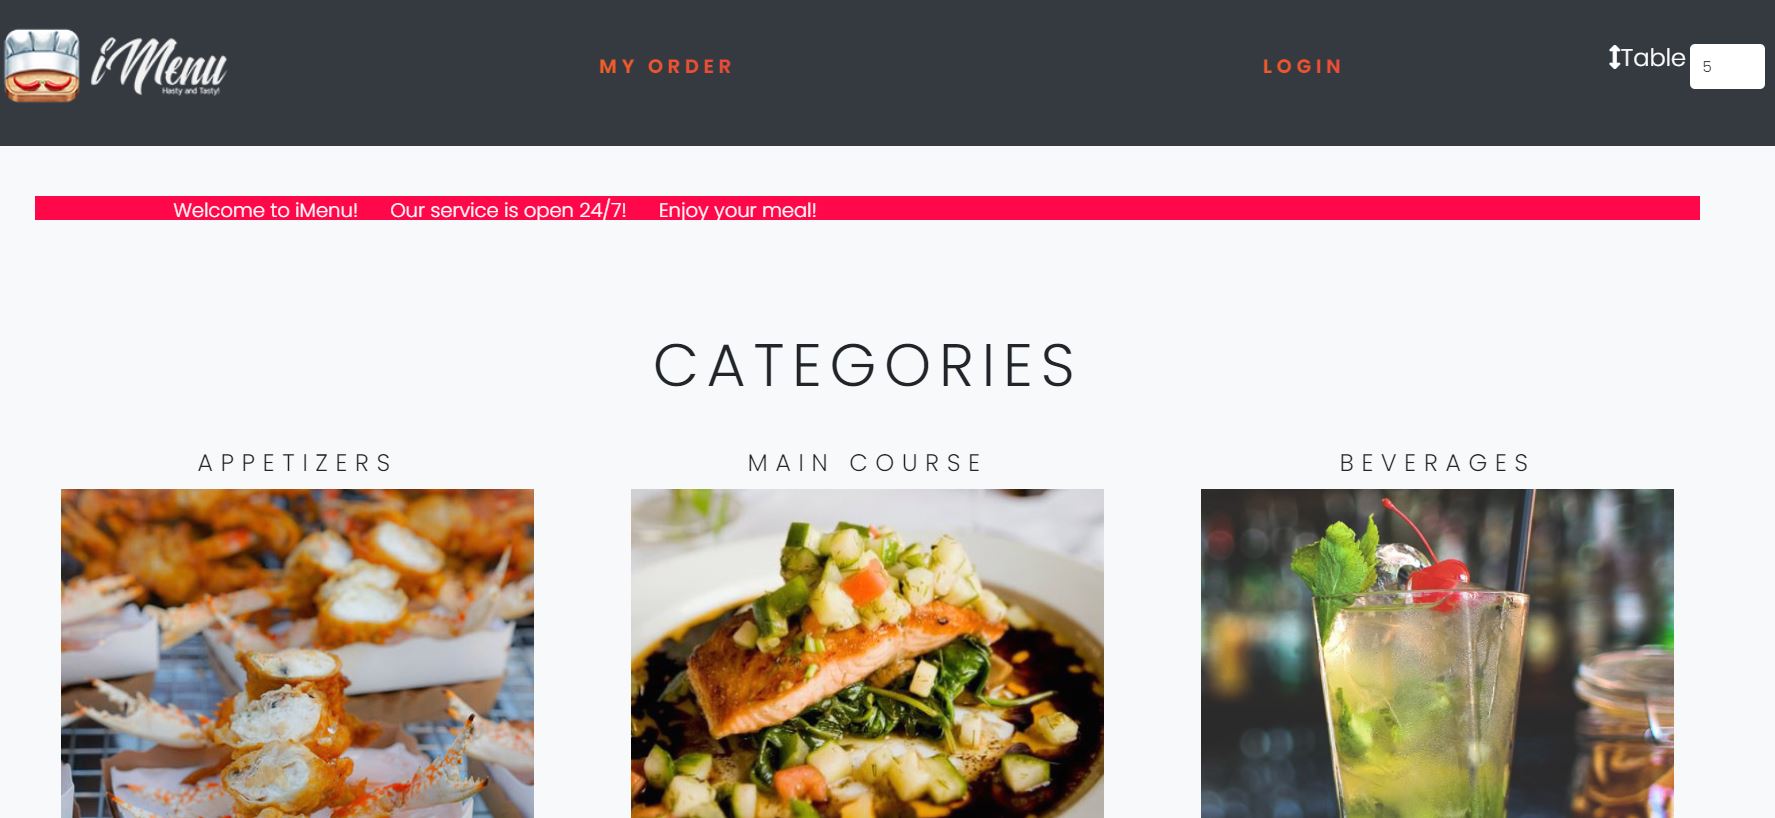 iMenu
Hasty and Tasty!
MY ORDER
LOGIN
Table
5
Welcome to iMenu! Our service is open 24/7! Enjoy your meal!
CATEGORIES
APPETIZERS
MAIN COURSE
BEVERAGES